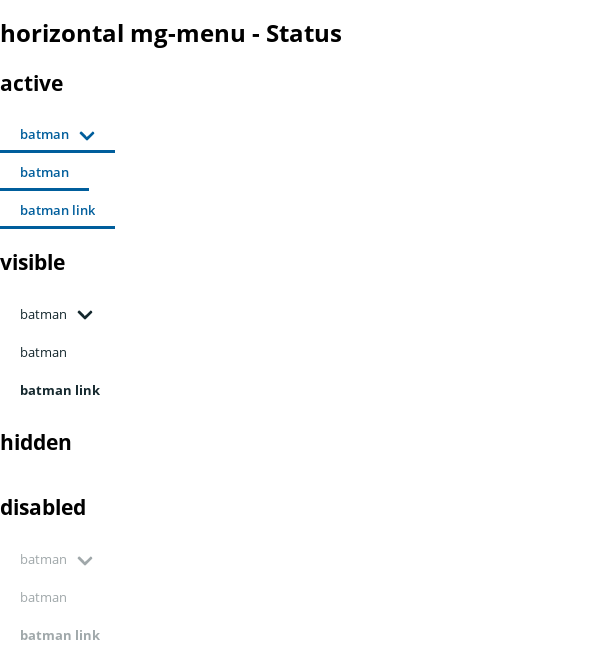 horizontal mg-menu - Status
active
batman
batman
batman link
visible
batman
batman
batman link
hidden
disabled
batman
batman
batman link